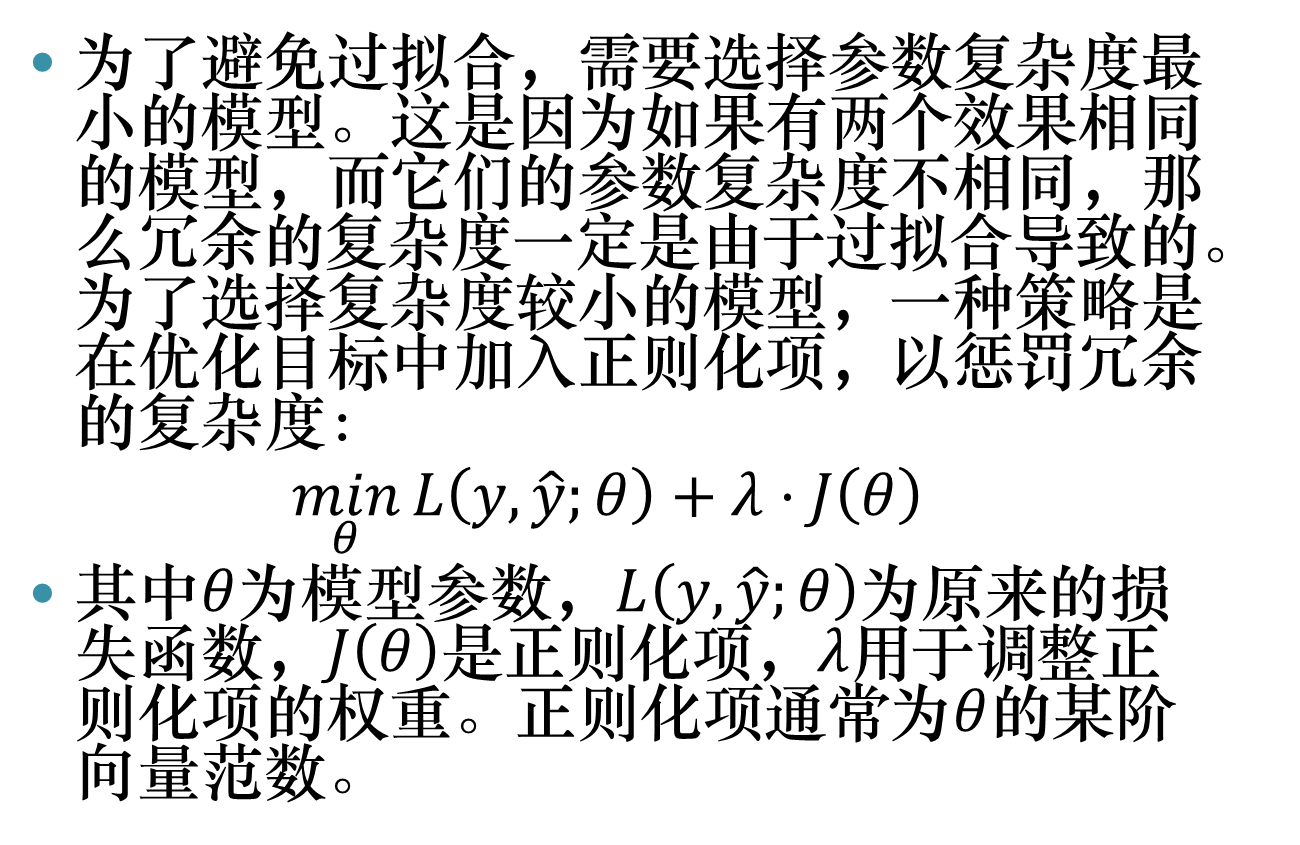 • 为了避免过拟合，需要选择参数复杂度最
小的模型。这是因为如果有两个效果相同
的模型，而它们的参数复杂度不相同，那
么冗余的复杂度一定是由于过拟合导致的。
为了选择复杂度较小的模型，一种策略是
在优化目标中加入正则化项，以惩罚冗余
的复杂度：
min L(y, ŷ; θ) + λ · J(θ)
θ
• 其中θ为模型参数，L(y, ŷ; θ)为原来的损
失函数，J(θ)是正则化项，λ用于调整正
则化项的权重。正则化项通常为θ的某阶
向量范数。